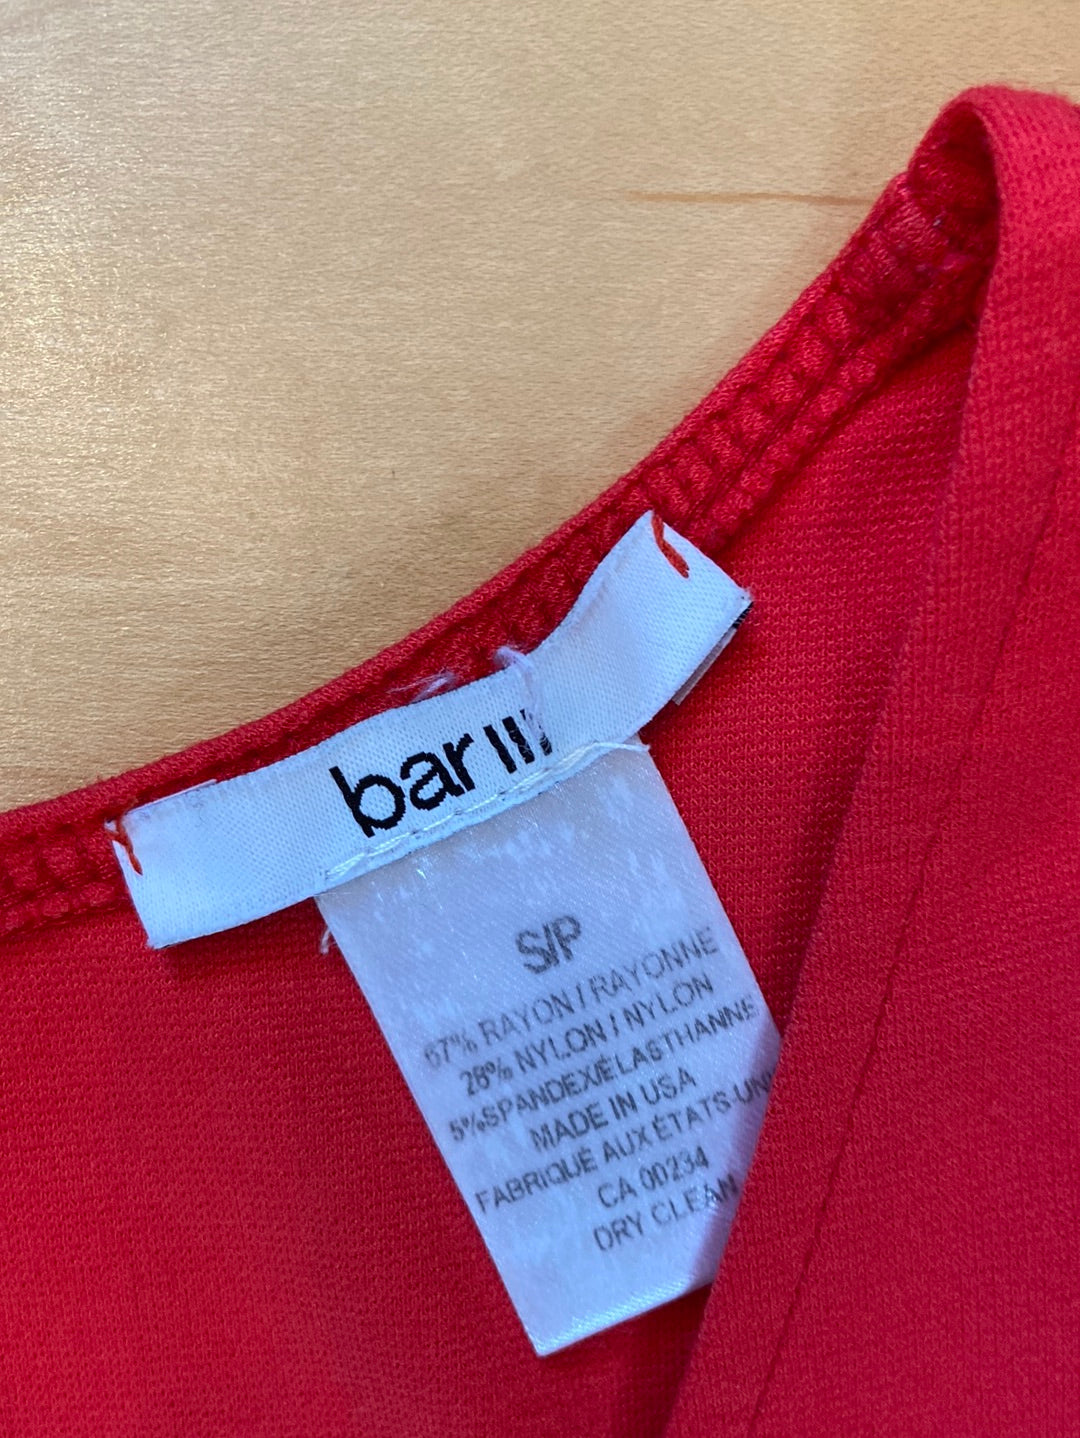 bar III
S/P
67% RAYON / RAYONNE
28% NYLON / NYLON
5%SPANDEX/ÉLASTHANNE
MADE IN USA
FABRIQUÉ AUX ÉTATS-UN
CA 00234
DRY CLEAN